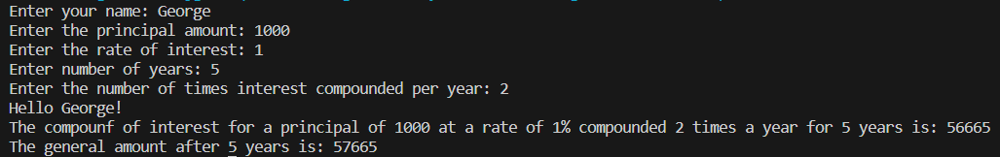 Enter your name: George
Enter the principal amount: 1000
Enter the rate of interest: 1
Enter number of years: 5
Enter the number of times interest compounded per year: 2
Hello George!
The compounf of interest for a principal of 1000 at a rate of 1% compounded 2 times a year for 5 years is: 56665
The general amount after 5 years is: 57665